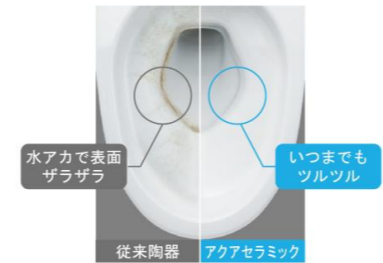 水アカで表面
ザラザラ
いつまでも
ツルツル
従来陶器
アクアセラミック